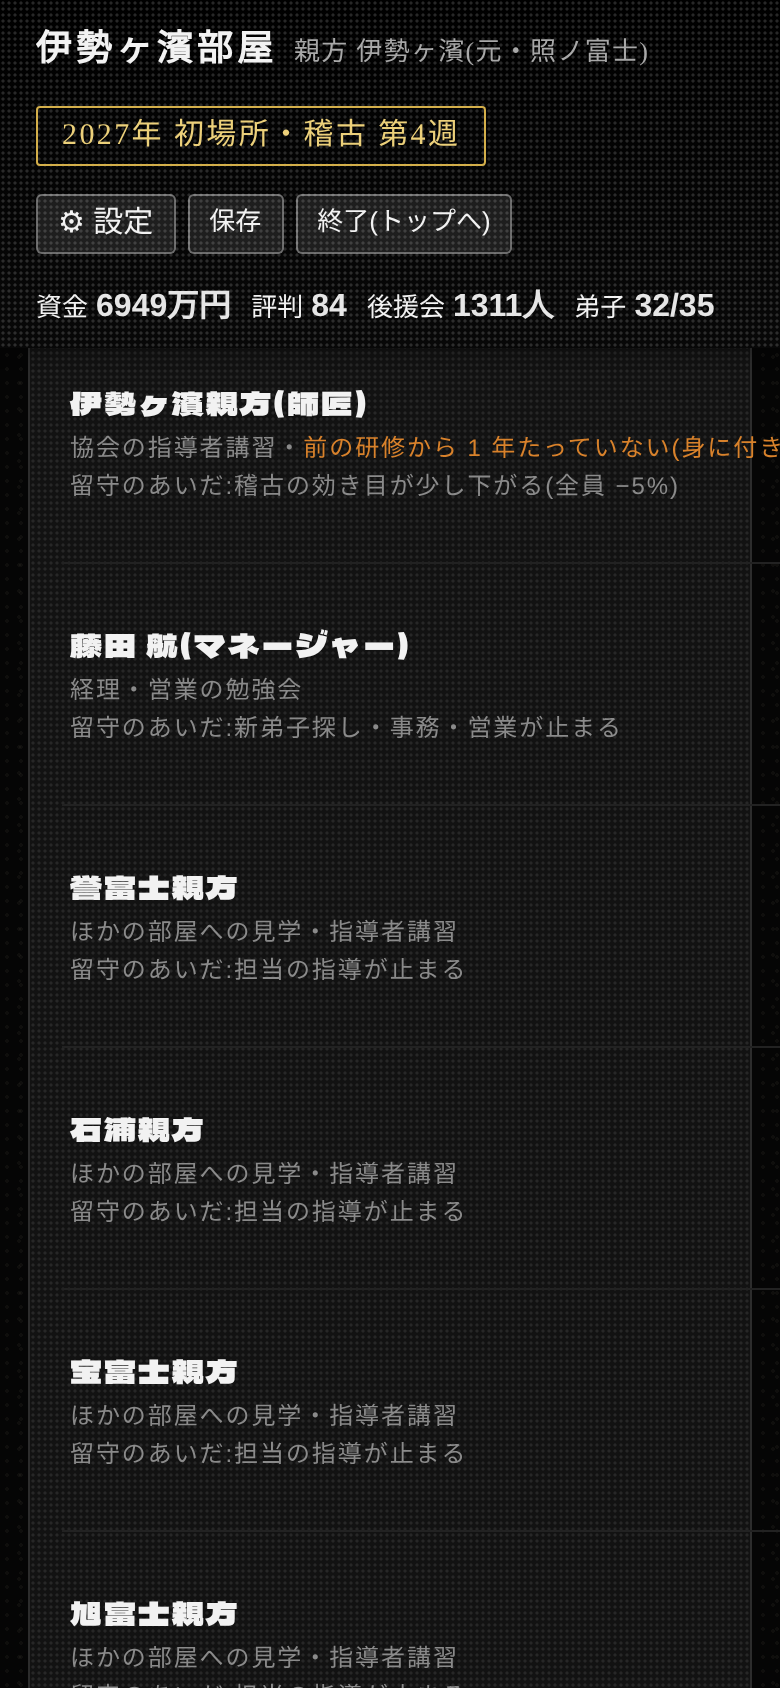 伊勢ヶ濱部屋 親方 伊勢ヶ濱(元・照ノ富士)
2027年 初場所・稽古 第4週
⚙ 設定 保存 終了(トップへ)
資金 6949万円 評判 84 後援会 1311人 弟子 32/35
伊勢ヶ濱親方(師匠)
協会の指導者講習・前の研修から 1 年たっていない(身に付き
留守のあいだ:稽古の効き目が少し下がる(全員 −5%)
藤田 航(マネージャー)
経理・営業の勉強会
留守のあいだ:新弟子探し・事務・営業が止まる
誉富士親方
ほかの部屋への見学・指導者講習
留守のあいだ:担当の指導が止まる
石浦親方
ほかの部屋への見学・指導者講習
留守のあいだ:担当の指導が止まる
宝富士親方
ほかの部屋への見学・指導者講習
留守のあいだ:担当の指導が止まる
旭富士親方
ほかの部屋への見学・指導者講習